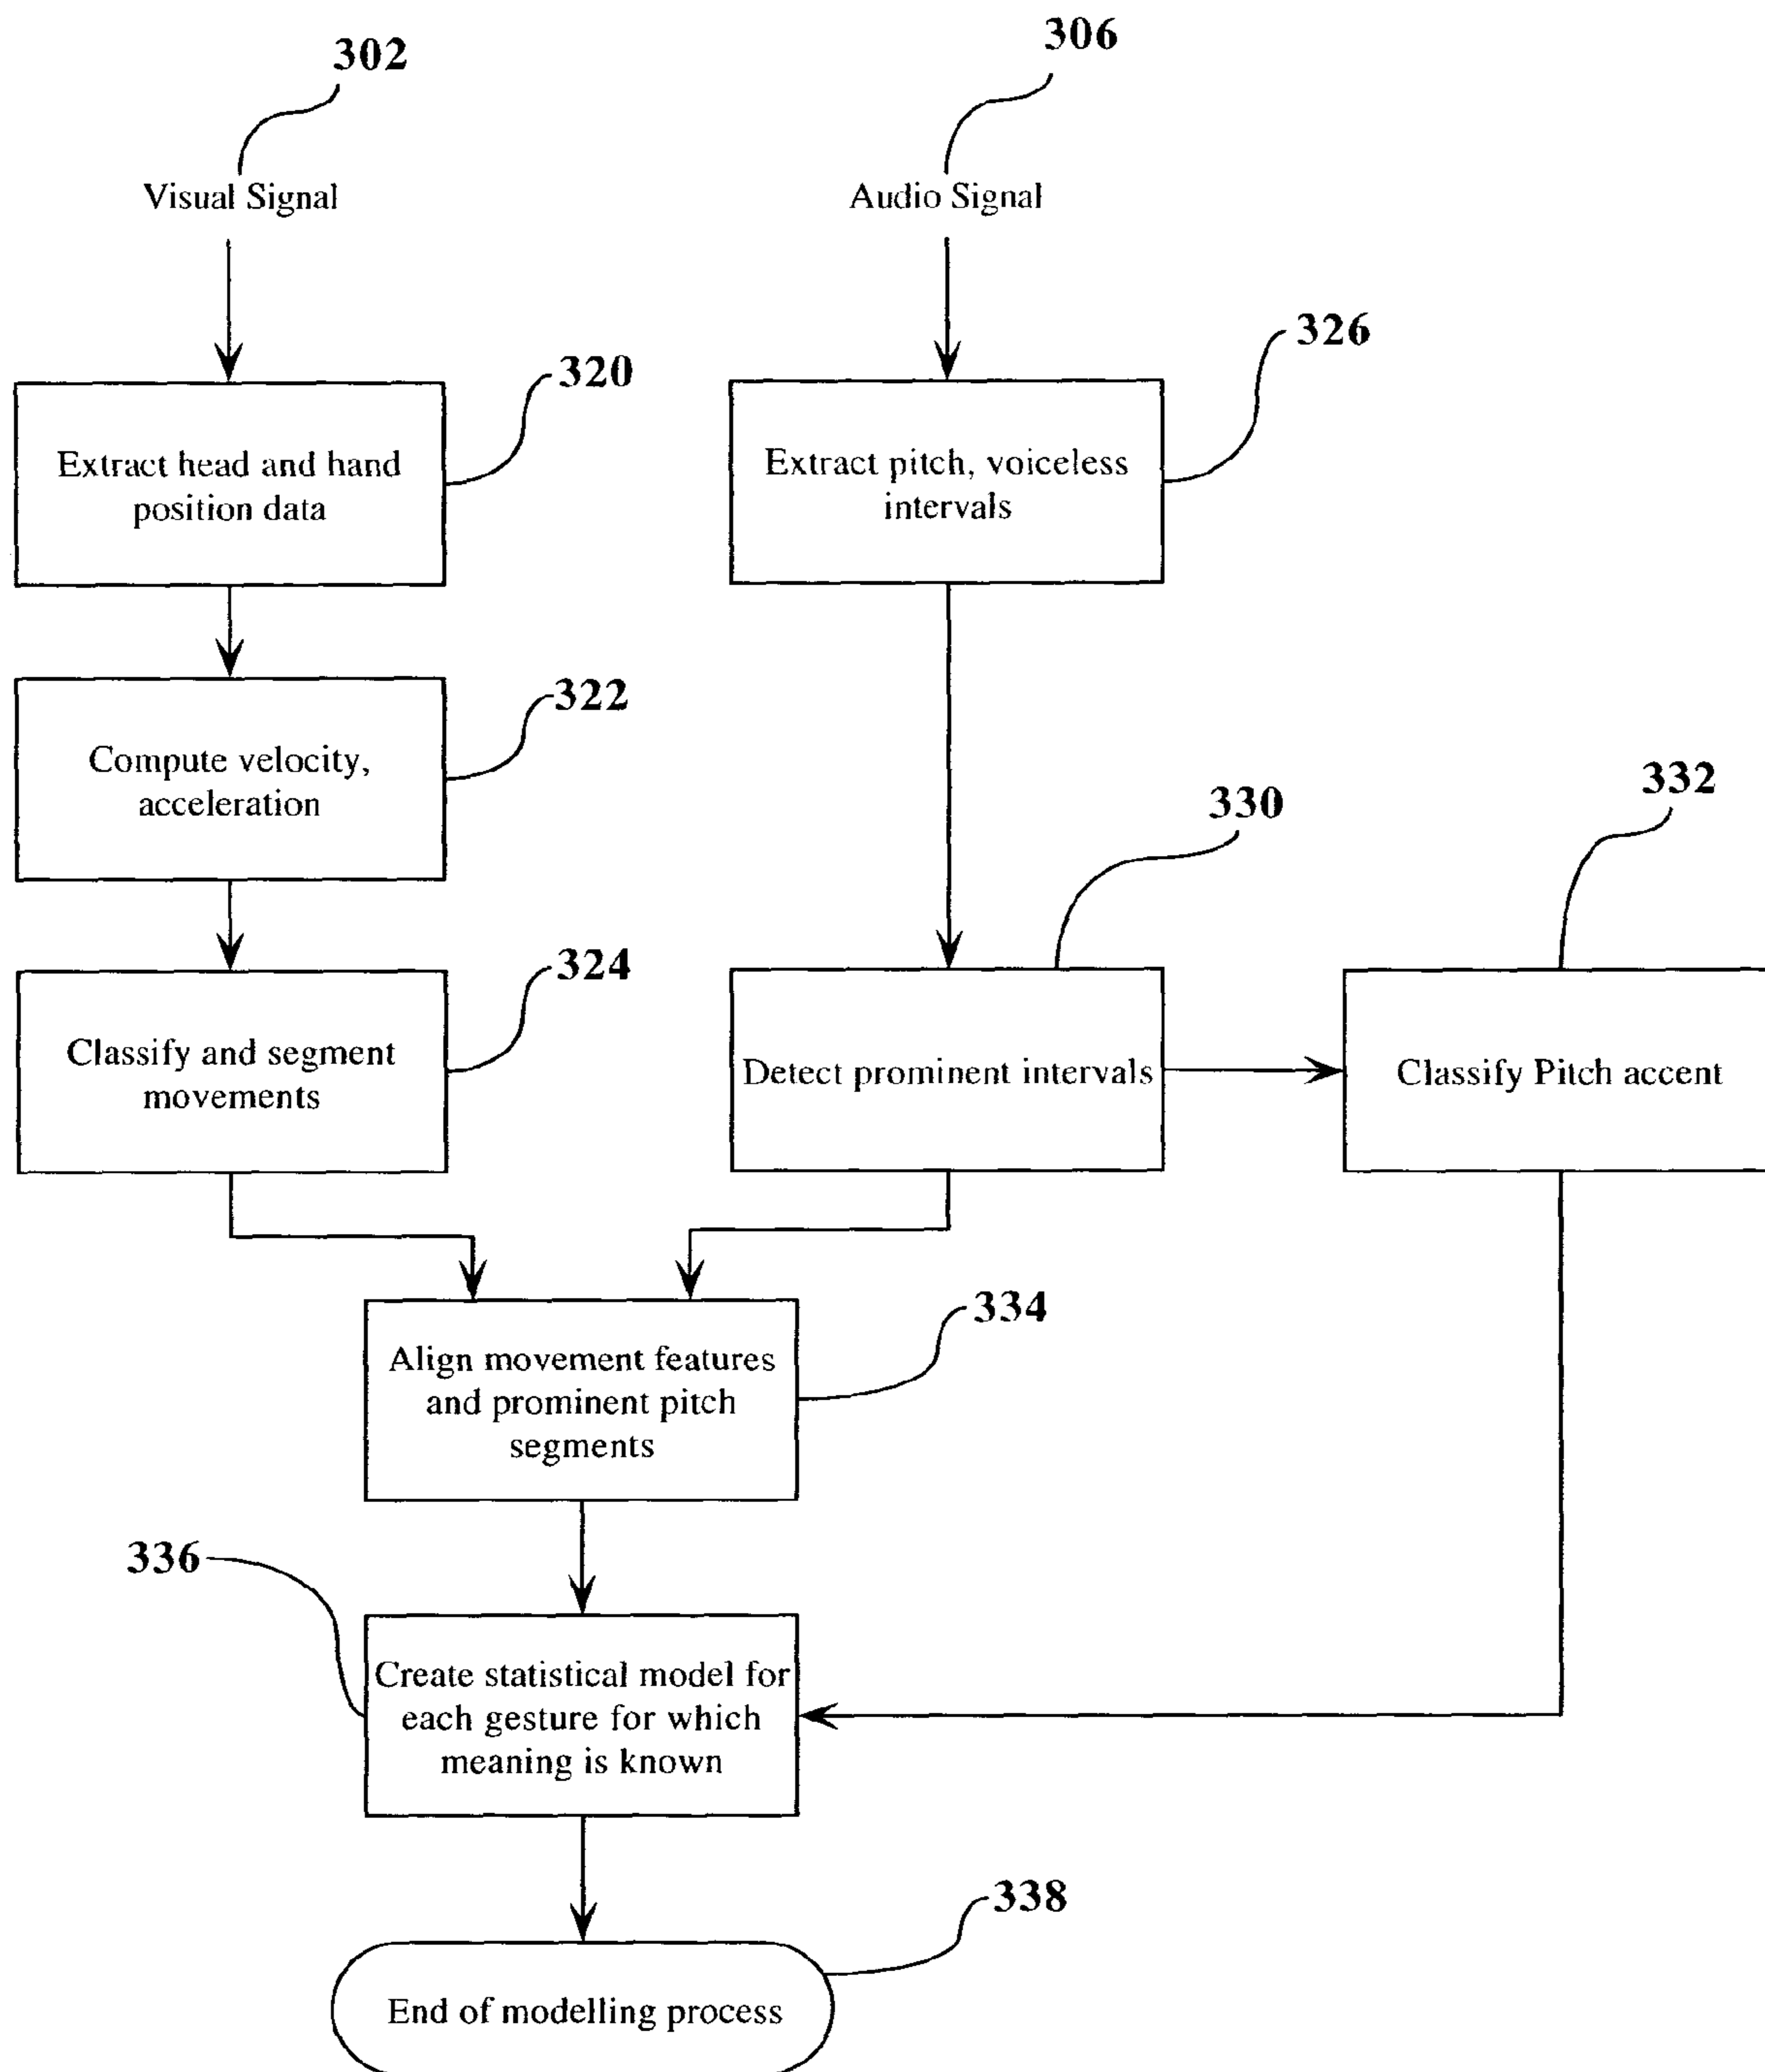 302
306
Visual Signal
Audio Signal
326
320
Extract head and hand
position data
Extract pitch, voiceless
intervals
322
Compute velocity,
acceleration
330
332
324
Classify and segment
movements
Detect prominent intervals
Classify Pitch accent
334
Align movement features
and prominent pitch
segments
336
Create statistical model for
each gesture for which
meaning is known
338
End of modelling process